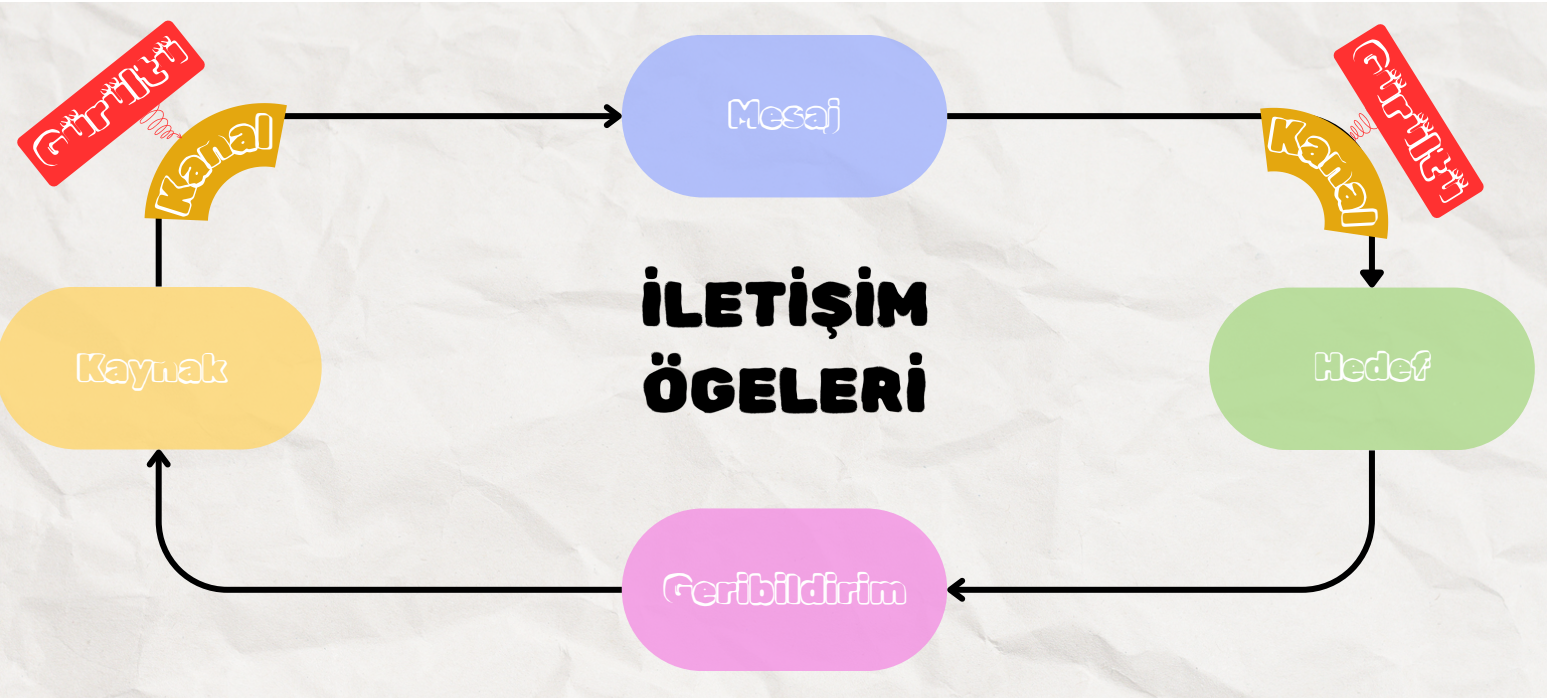 Gürültü
Kanal
Mesaj
Kanal
Gürültü
İLETİŞİM
ÖGELERİ
Kaynak
Hedef
Geribildirim